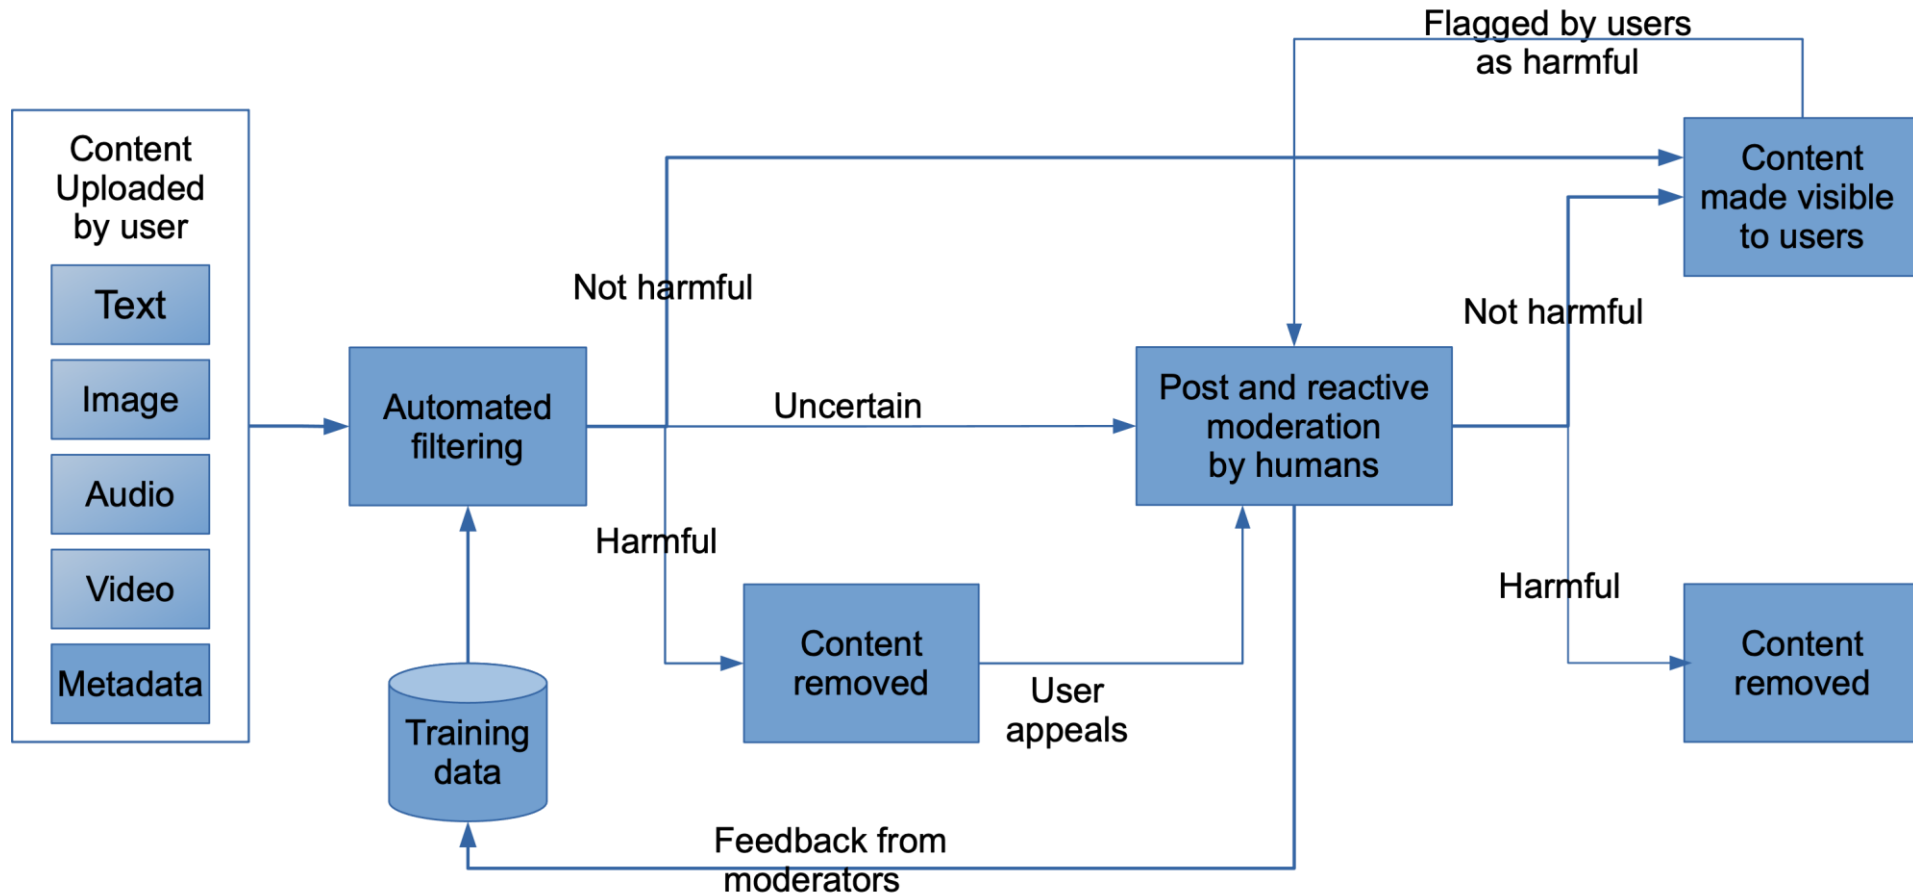 Flagged by users
as harmful
Content
Uploaded
by user
Text
Image
Audio
Video
Metadata
Automated
filtering
Training
data
Not harmful
Uncertain
Harmful
Content
removed
User
appeals
Feedback from
moderators
Post and reactive
moderation
by humans
Not harmful
Harmful
Content
made visible
to users
Content
removed